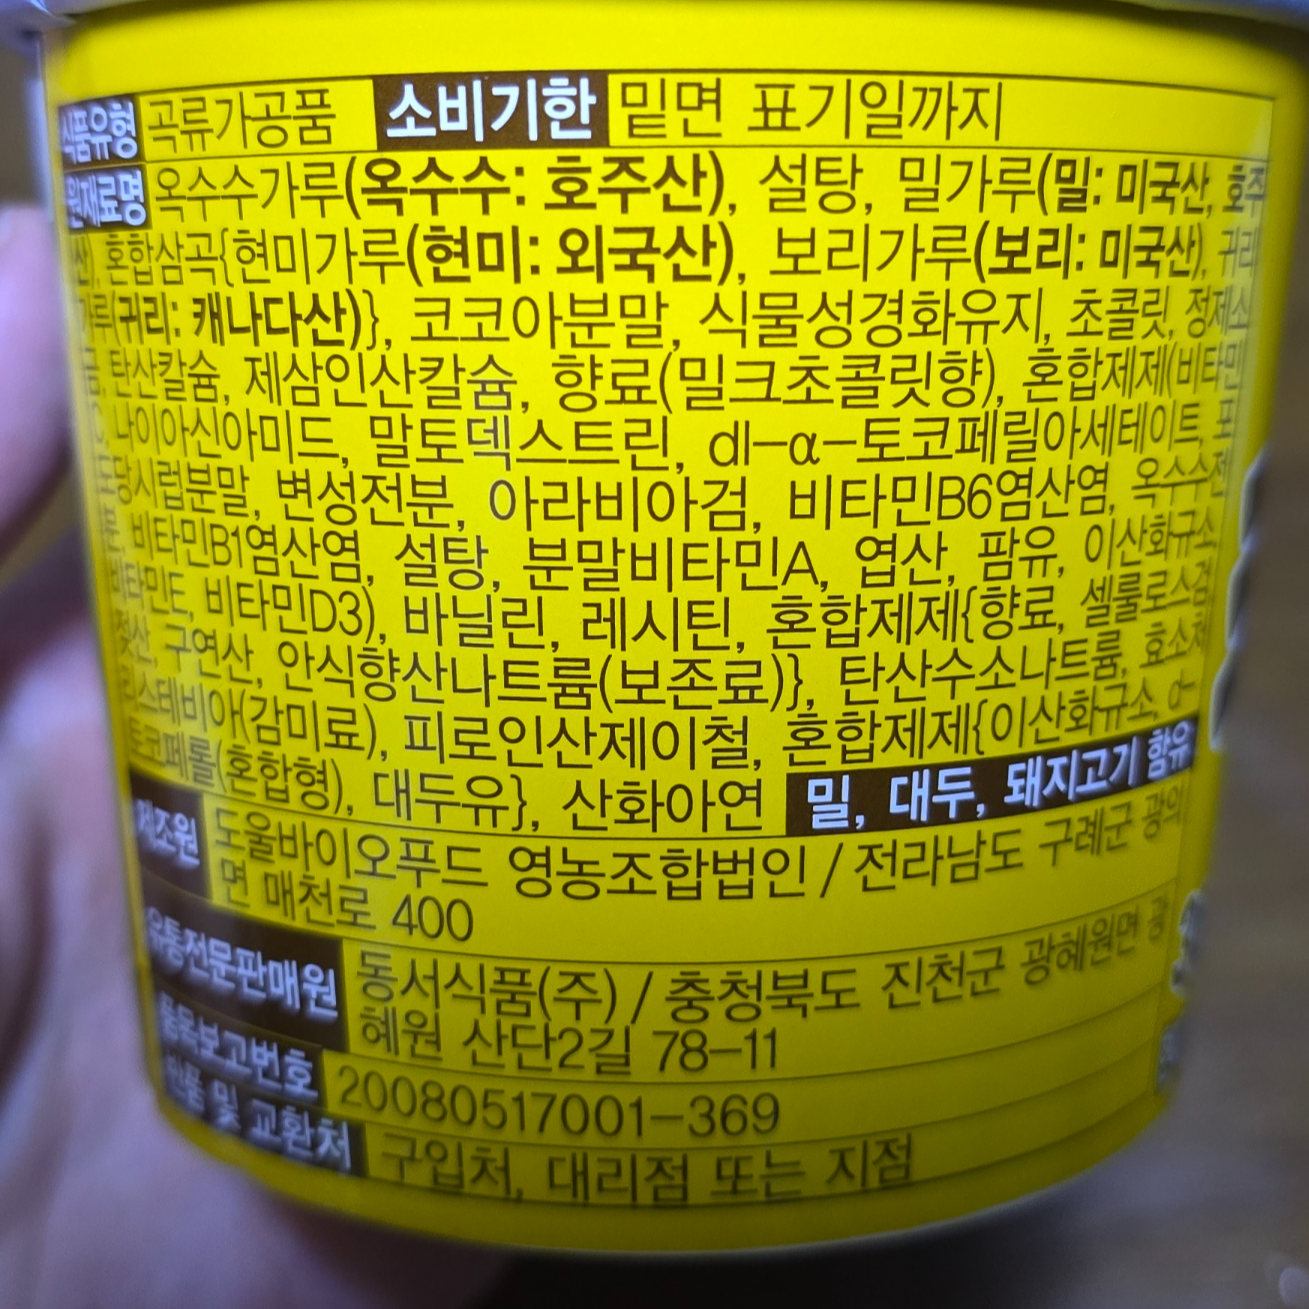 식품유형 곡류가공품 소비기한 밑면 표기일까지
원재료명 옥수수가루(옥수수: 호주산), 설탕, 밀가루(밀: 미국산, 호주
산), 혼합삼곡{현미가루(현미: 외국산), 보리가루(보리: 미국산), 귀리
가루(귀리: 캐나다산)}, 코코아분말, 식물성경화유지, 초콜릿, 정제소
금, 탄산칼슘, 제삼인산칼슘, 향료(밀크초콜릿향), 혼합제제(비타민
C, 나이아신아미드, 말토덱스트린, dl-α-토코페릴아세테이트, 포
도당시럽분말, 변성전분, 아라비아검, 비타민B6염산염, 옥수수전
분, 비타민B1염산염, 설탕, 분말비타민A, 엽산, 팜유, 이산화규소,
비타민E, 비타민D3), 바닐린, 레시틴, 혼합제제{향료, 셀룰로스검,
젖산, 구연산, 안식향산나트륨(보존료)}, 탄산수소나트륨, 효소처
리스테비아(감미료), 피로인산제이철, 혼합제제{이산화규소, d-
토코페롤(혼합형), 대두유}, 산화아연 밀, 대두, 돼지고기 함유
제조원 도울바이오푸드 영농조합법인 / 전라남도 구례군 광의
면 매천로 400
유통전문판매원 동서식품(주) / 충청북도 진천군 광혜원면 광
혜원 산단2길 78-11
품목보고번호 20080517001-369
반품 및 교환처 구입처, 대리점 또는 지점